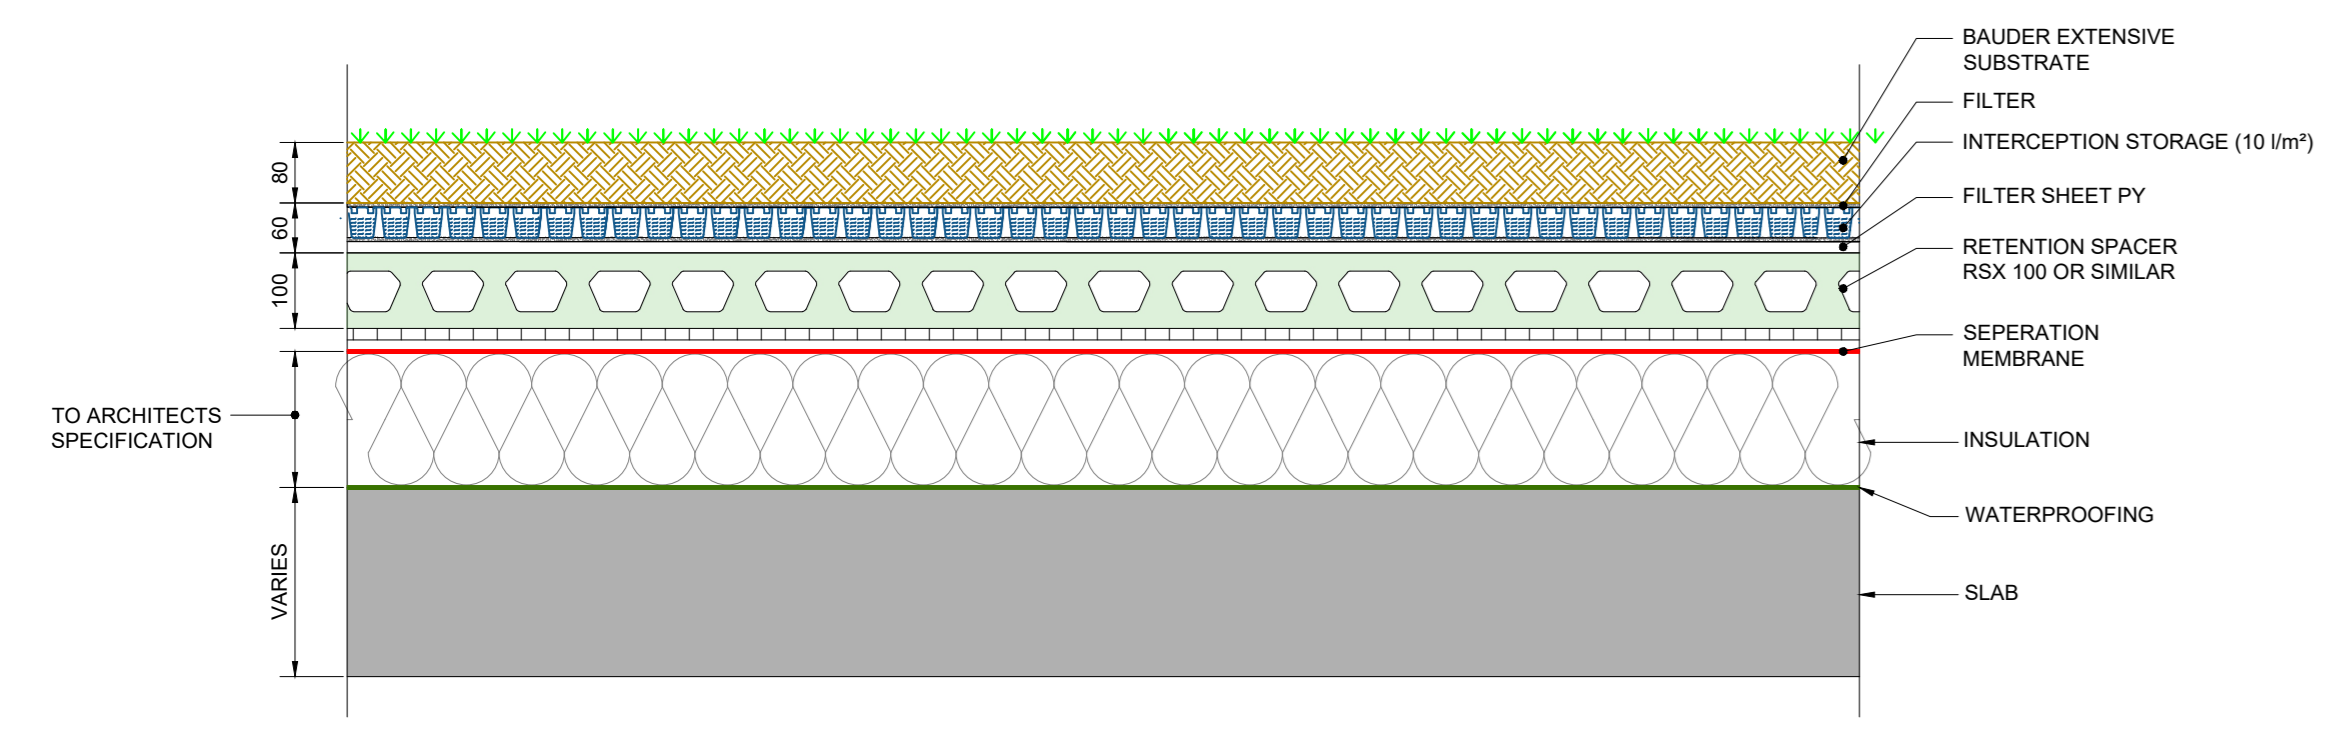 BAUDER EXTENSIVE
SUBSTRATE
FILTER
INTERCEPTION STORAGE (10 l/m²)
FILTER SHEET PY
RETENTION SPACER
RSX 100 OR SIMILAR
SEPERATION
MEMBRANE
INSULATION
WATERPROOFING
SLAB
80
60
100
TO ARCHITECTS
SPECIFICATION
VARIES